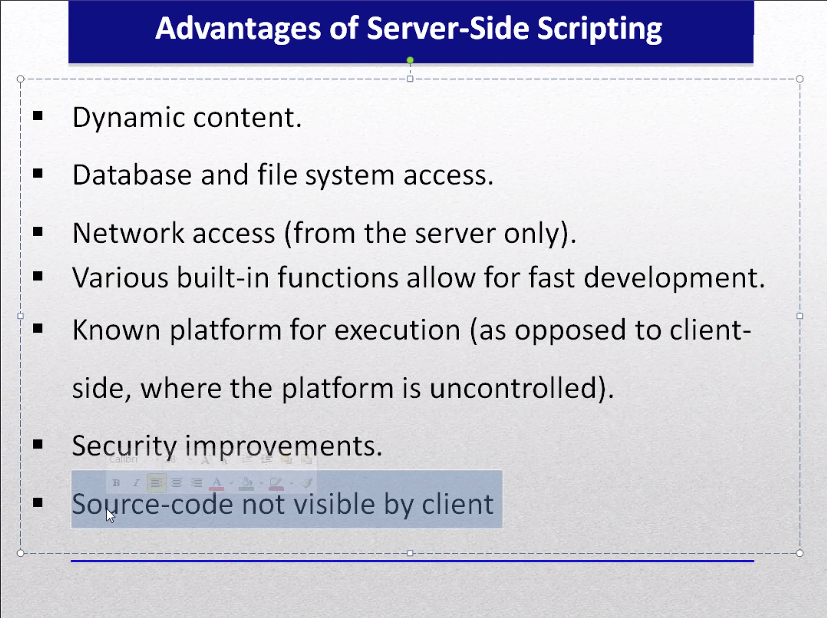 Advantages of Server-Side Scripting
▪ Dynamic content.
▪ Database and file system access.
▪ Network access (from the server only).
▪ Various built-in functions allow for fast development.
▪ Known platform for execution (as opposed to client-
side, where the platform is uncontrolled).
▪ Security improvements.
Calibri
B I A
▪ Source-code not visible by client